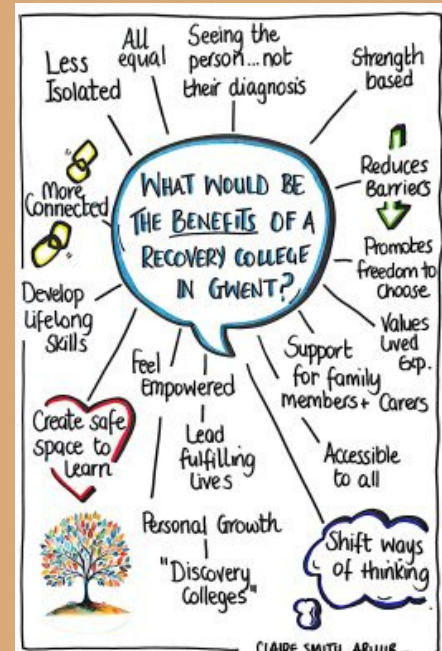 WHAT WOULD BE
THE BENEFITS OF A
RECOVERY COLLEGE
IN GWENT?
Less
Isolated
All
equal
Seeing the
person...not
their diagnosis
Strength
based
Reduces
Barriers
Promotes
freedom to
choose
Values
Lived
Exp.
Support
for family
members + Carers
Accessible
to all
Shift ways
of thinking
Feel
Empowered
Lead
fulfilling
Lives
Personal Growth
"Discovery
Colleges"
Create safe
space to
Learn
Develop
Lifelong
Skills
More
Connected
CLAIRE SMITH